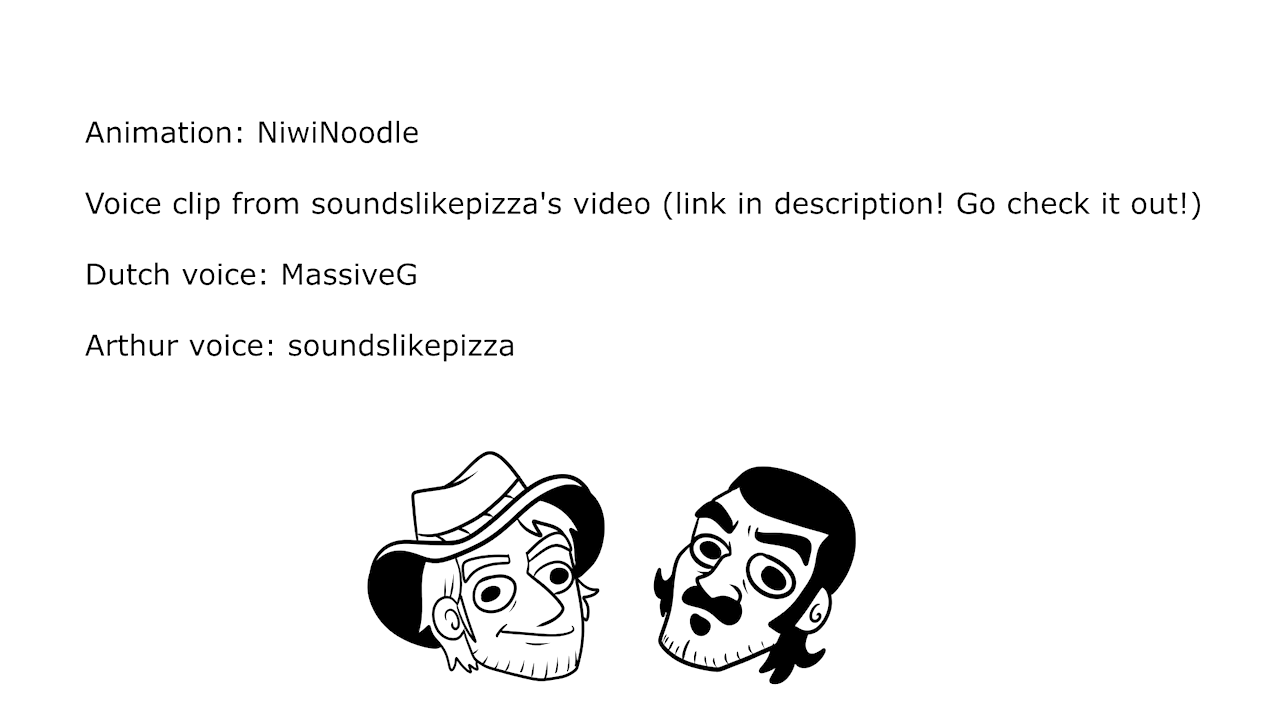 Animation: NiwiNoodle
Voice clip from soundslikepizza's video (link in description! Go check it out!)
Dutch voice: MassiveG
Arthur voice: soundslikepizza